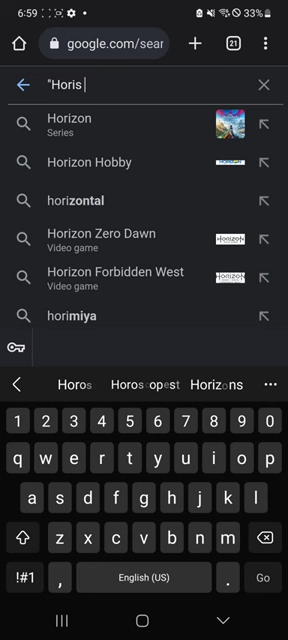 6:59
33%
google.com/sear
21
"Horis
Horizon
Series
Horizon Hobby
horizontal
Horizon Zero Dawn
Video game
HORIZON
Horizon Forbidden West
Video game
HORIZON
horimiya
Horos
Horizons
1 2 3 4 5 6 7 8 9 0
q w e r t y u i o p
a s d f g h j k l
z x c v b n m
!#1 , English (US) . Go